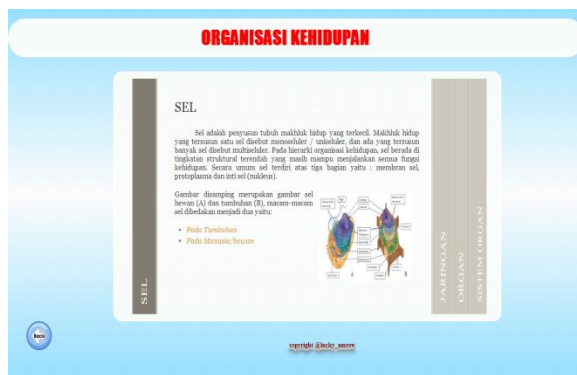 ORGANISASI KEHIDUPAN
SEL
Sel adalah penyusun tubuh makhluk hidup yang terkecil. Makhluk hidup
yang tersusun satu sel disebut monoseluler / uniseluler, dan ada yang tersusun
banyak sel disebut multiseluler. Pada hierarki organisasi kehidupan, sel berada di
tingkatan struktural terendah yang masih mampu menjalankan semua fungsi
kehidupan. Secara umum sel terdiri atas tiga bagian yaitu : membran sel,
protoplasma dan inti sel (nukleus).
Gambar disamping merupakan gambar sel
hewan (A) dan tumbuhan (B), macam-macam
sel dibedakan menjadi dua yaitu:
Pada Tumbuhan
Pada Manusia/hewan
A
B
SEL
JARINGAN
ORGAN
SISTEM ORGAN
Back
copyright